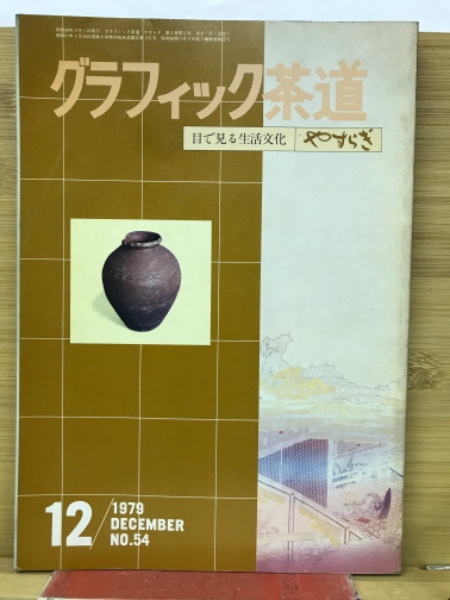 グラフィック茶道
目で見る生活文化 やすらぎ
12/1979
DECEMBER
NO.54